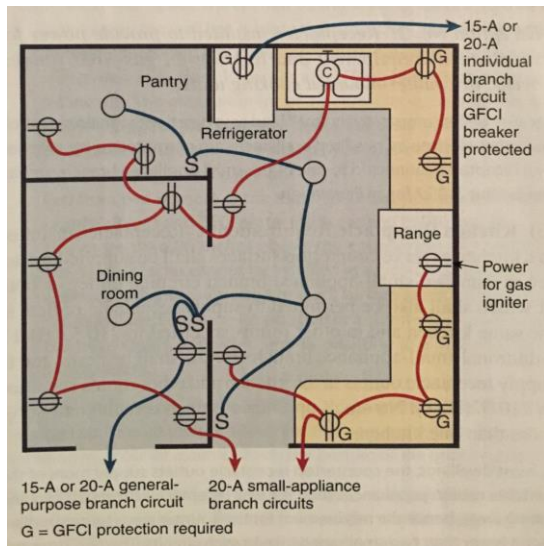 15-A or
20-A
individual
branch
circuit
GFCI
breaker
protected
G
Pantry
C
G
Refrigerator
S
G
Range
G
Power
for gas
igniter
Dining
room
SS
G
S
G
G
15-A or 20-A general-
purpose branch circuit
20-A small-appliance
branch circuits
G = GFCI protection required